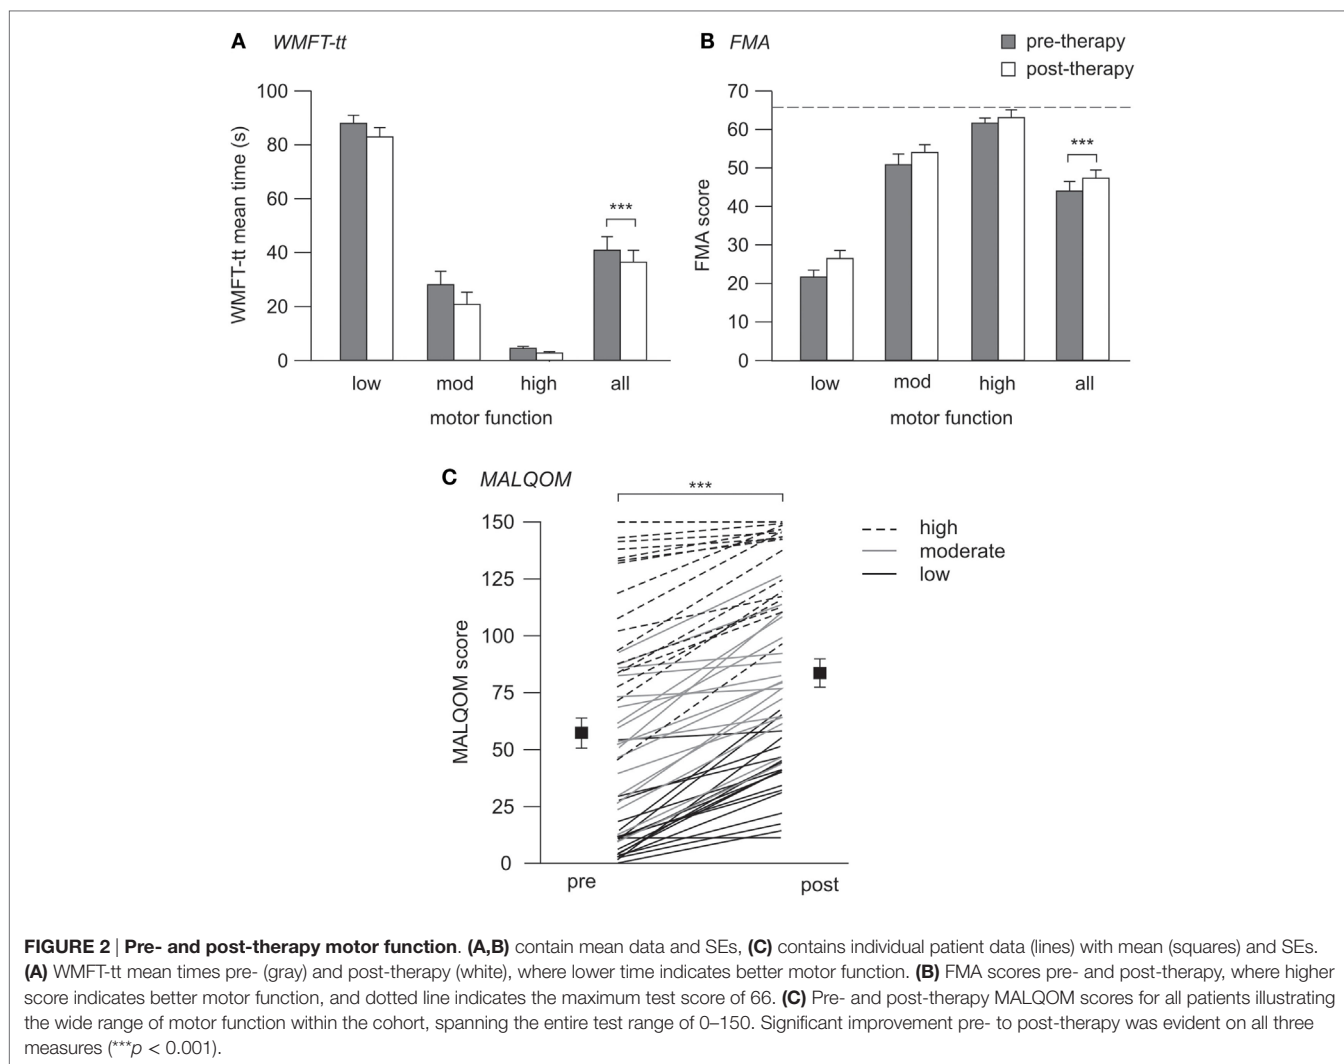 A WMFT-tt
100
80
60
40
20
0
WMFT-tt mean time (s)
***
low mod high all
motor function
B FMA
pre-therapy
post-therapy
70
60
50
40
30
20
10
0
FMA score
***
low mod high all
motor function
C MALQOM
***
150
125
100
75
50
25
0
MALQOM score
pre post
high
moderate
low
FIGURE 2 | Pre- and post-therapy motor function. (A,B) contain mean data and SEs, (C) contains individual patient data (lines) with mean (squares) and SEs.
(A) WMFT-tt mean times pre- (gray) and post-therapy (white), where lower time indicates better motor function. (B) FMA scores pre- and post-therapy, where higher
score indicates better motor function, and dotted line indicates the maximum test score of 66. (C) Pre- and post-therapy MALQOM scores for all patients illustrating
the wide range of motor function within the cohort, spanning the entire test range of 0–150. Significant improvement pre- to post-therapy was evident on all three
measures (***p < 0.001).